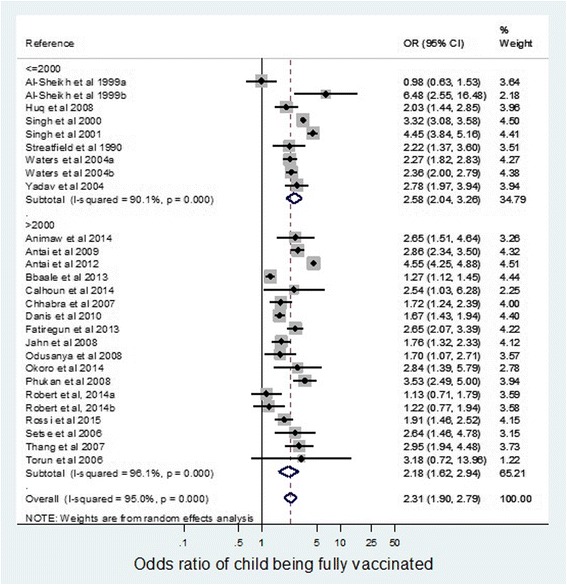 %
Reference OR (95% CI) Weight
<=2000
Al-Sheikh et al 1999a 0.98 (0.63, 1.53) 3.64
Al-Sheikh et al 1999b 6.48 (2.55, 16.48) 2.18
Huq et al 2008 2.03 (1.44, 2.85) 3.96
Singh et al 2000 3.32 (3.08, 3.58) 4.50
Singh et al 2001 4.45 (3.84, 5.16) 4.41
Streatfield et al 1990 2.22 (1.37, 3.60) 3.51
Waters et al 2004a 2.27 (1.82, 2.83) 4.27
Waters et al 2004b 2.36 (2.00, 2.79) 4.38
Yadav et al 2004 2.78 (1.97, 3.94) 3.94
Subtotal (I-squared = 90.1%, p = 0.000) 2.58 (2.04, 3.26) 34.79
.
>2000
Animaw et al 2014 2.65 (1.51, 4.64) 3.26
Antai et al 2009 2.86 (2.34, 3.50) 4.32
Antai et al 2012 4.55 (4.25, 4.88) 4.51
Bbaale et al 2013 1.27 (1.12, 1.45) 4.44
Calhoun et al 2014 2.54 (1.03, 6.28) 2.25
Chhabra et al 2007 1.72 (1.24, 2.39) 4.00
Danis et al 2010 1.67 (1.43, 1.94) 4.40
Fatiregun et al 2013 2.65 (2.07, 3.39) 4.22
Jahn et al 2008 1.76 (1.32, 2.33) 4.12
Odusanya et al 2008 1.70 (1.07, 2.71) 3.57
Okoro et al 2014 2.84 (1.39, 5.79) 2.78
Phukan et al 2008 3.53 (2.49, 5.00) 3.94
Robert et al, 2014a 1.13 (0.71, 1.79) 3.59
Robert et al, 2014b 1.22 (0.77, 1.94) 3.58
Rossi et al 2015 1.91 (1.46, 2.52) 4.15
Setse et al 2006 2.64 (1.46, 4.78) 3.15
Thang et al 2007 2.95 (1.94, 4.48) 3.73
Torun et al 2006 3.18 (0.72, 13.96) 1.22
Subtotal (I-squared = 96.1%, p = 0.000) 2.18 (1.62, 2.94) 65.21
.
Overall (I-squared = 95.0%, p = 0.000) 2.31 (1.90, 2.79) 100.00
NOTE: Weights are from random effects analysis
.1 .5 1 5 10 25 50
Odds ratio of child being fully vaccinated